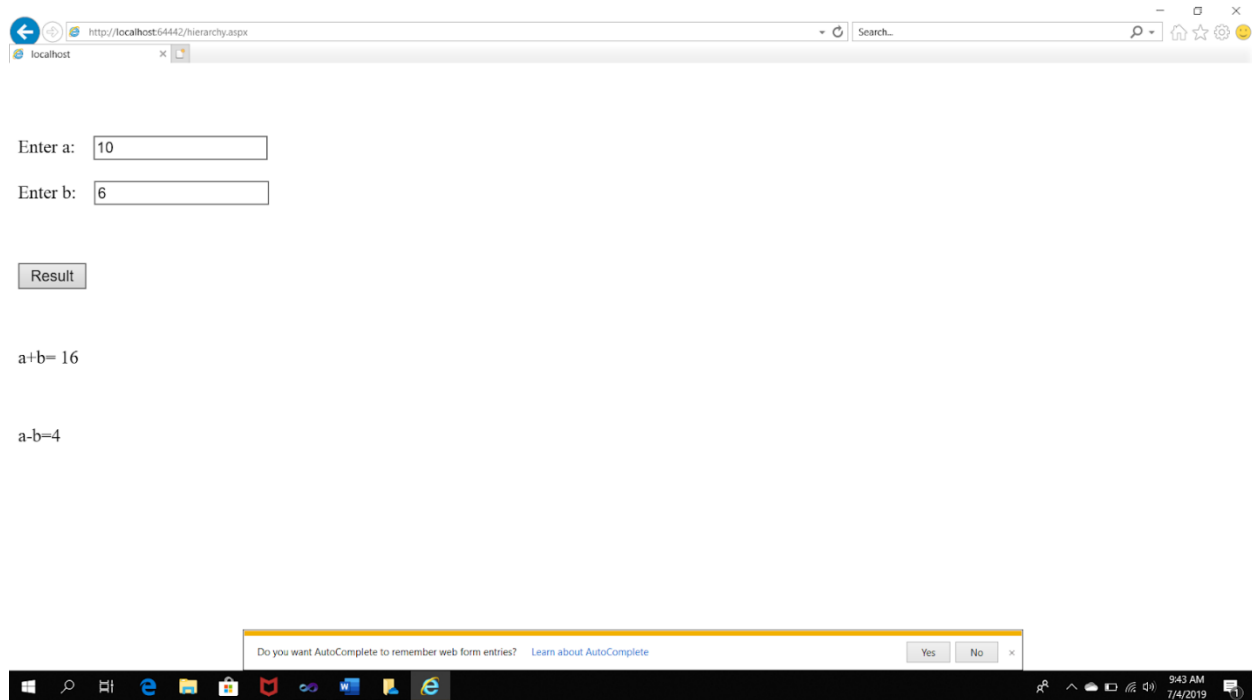 http://localhost:64442/hierarchy.aspx
Search...
localhost
Enter a: 10
Enter b: 6
Result
a+b= 16
a-b=4
Do you want AutoComplete to remember web form entries? Learn about AutoComplete Yes No
9:43 AM
7/4/2019